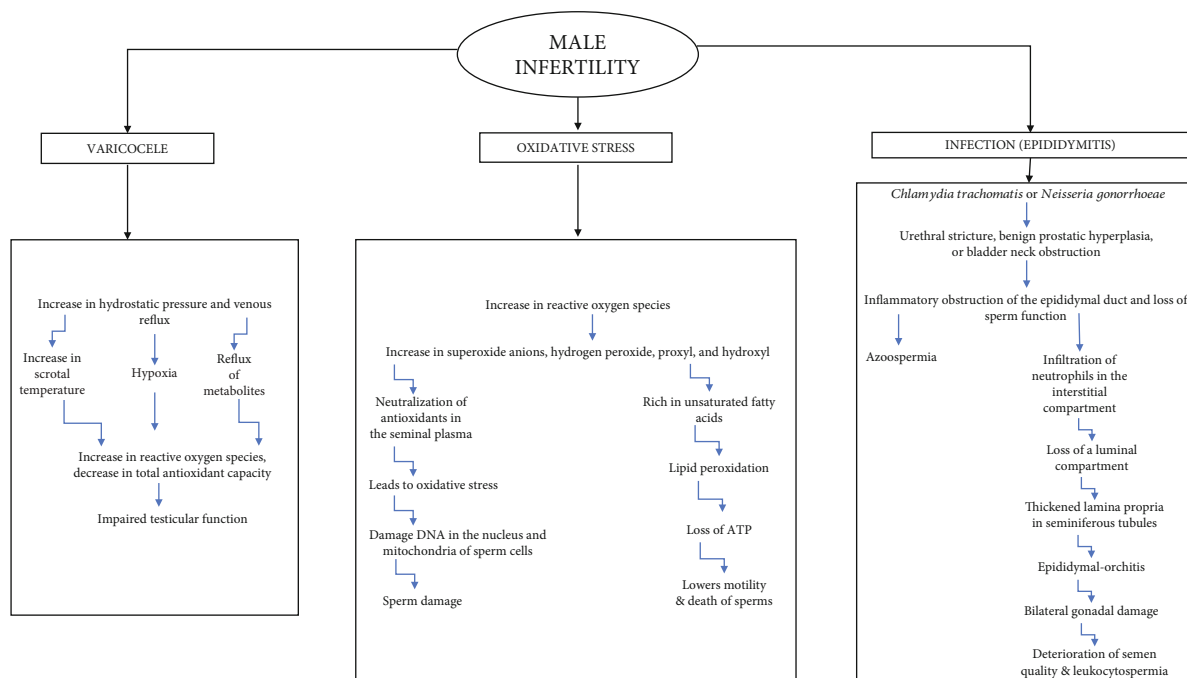 MALE
INFERTILITY
VARICOCELE
Increase in hydrostatic pressure and venous
reflux
Increase in
scrotal
temperature
Hypoxia
Reflux
of
metabolites
Increase in reactive oxygen species,
decrease in total antioxidant capacity
Impaired testicular function
OXIDATIVE STRESS
Increase in reactive oxygen species
Increase in superoxide anions, hydrogen peroxide, proxyl, and hydroxyl
Neutralization of
antioxidants in
the seminal plasma
Leads to oxidative stress
Damage DNA in the nucleus and
mitochondria of sperm cells
Sperm damage
Rich in unsaturated fatty
acids
Lipid peroxidation
Loss of ATP
Lowers motility
& death of sperms
INFECTION (EPIDIDYMITIS)
Chlamydia trachomatis or Neisseria gonorrhoeae
Urethral stricture, benign prostatic hyperplasia,
or bladder neck obstruction
Inflammatory obstruction of the epididymal duct and loss of
sperm function
Azoospermia
Infiltration of
neutrophils in the
interstitial
compartment
Loss of a luminal
compartment
Thickened lamina propria
in seminiferous tubules
Epididymal-orchitis
Bilateral gonadal damage
Deterioration of semen
quality & leukocytospermia